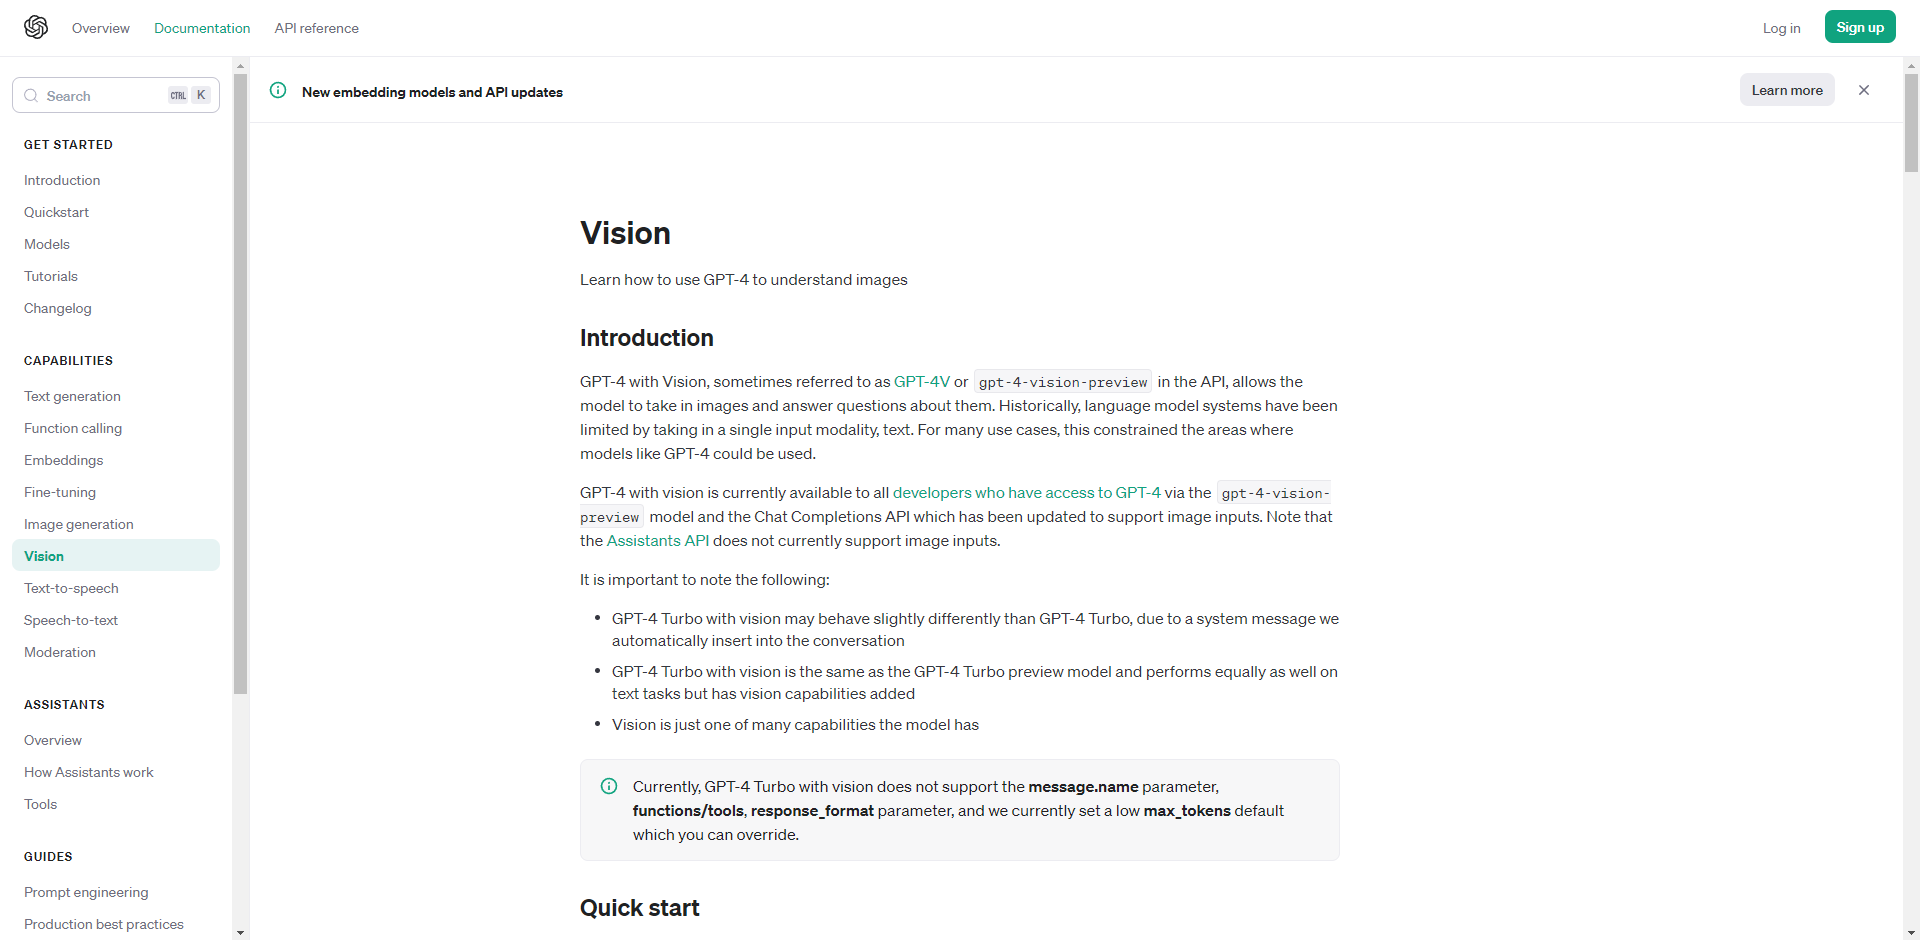 Overview Documentation API reference Log in Sign up
Search CTRL K
GET STARTED
Introduction
Quickstart
Models
Tutorials
Changelog
CAPABILITIES
Text generation
Function calling
Embeddings
Fine-tuning
Image generation
Vision
Text-to-speech
Speech-to-text
Moderation
ASSISTANTS
Overview
How Assistants work
Tools
GUIDES
Prompt engineering
Production best practices
New embedding models and API updates Learn more
Vision
Learn how to use GPT-4 to understand images
Introduction
GPT-4 with Vision, sometimes referred to as GPT-4V or gpt-4-vision-preview in the API, allows the
model to take in images and answer questions about them. Historically, language model systems have been
limited by taking in a single input modality, text. For many use cases, this constrained the areas where
models like GPT-4 could be used.
GPT-4 with vision is currently available to all developers who have access to GPT-4 via the gpt-4-vision-
preview model and the Chat Completions API which has been updated to support image inputs. Note that
the Assistants API does not currently support image inputs.
It is important to note the following:
• GPT-4 Turbo with vision may behave slightly differently than GPT-4 Turbo, due to a system message we
automatically insert into the conversation
• GPT-4 Turbo with vision is the same as the GPT-4 Turbo preview model and performs equally as well on
text tasks but has vision capabilities added
• Vision is just one of many capabilities the model has
Currently, GPT-4 Turbo with vision does not support the message.name parameter,
functions/tools, response_format parameter, and we currently set a low max_tokens default
which you can override.
Quick start